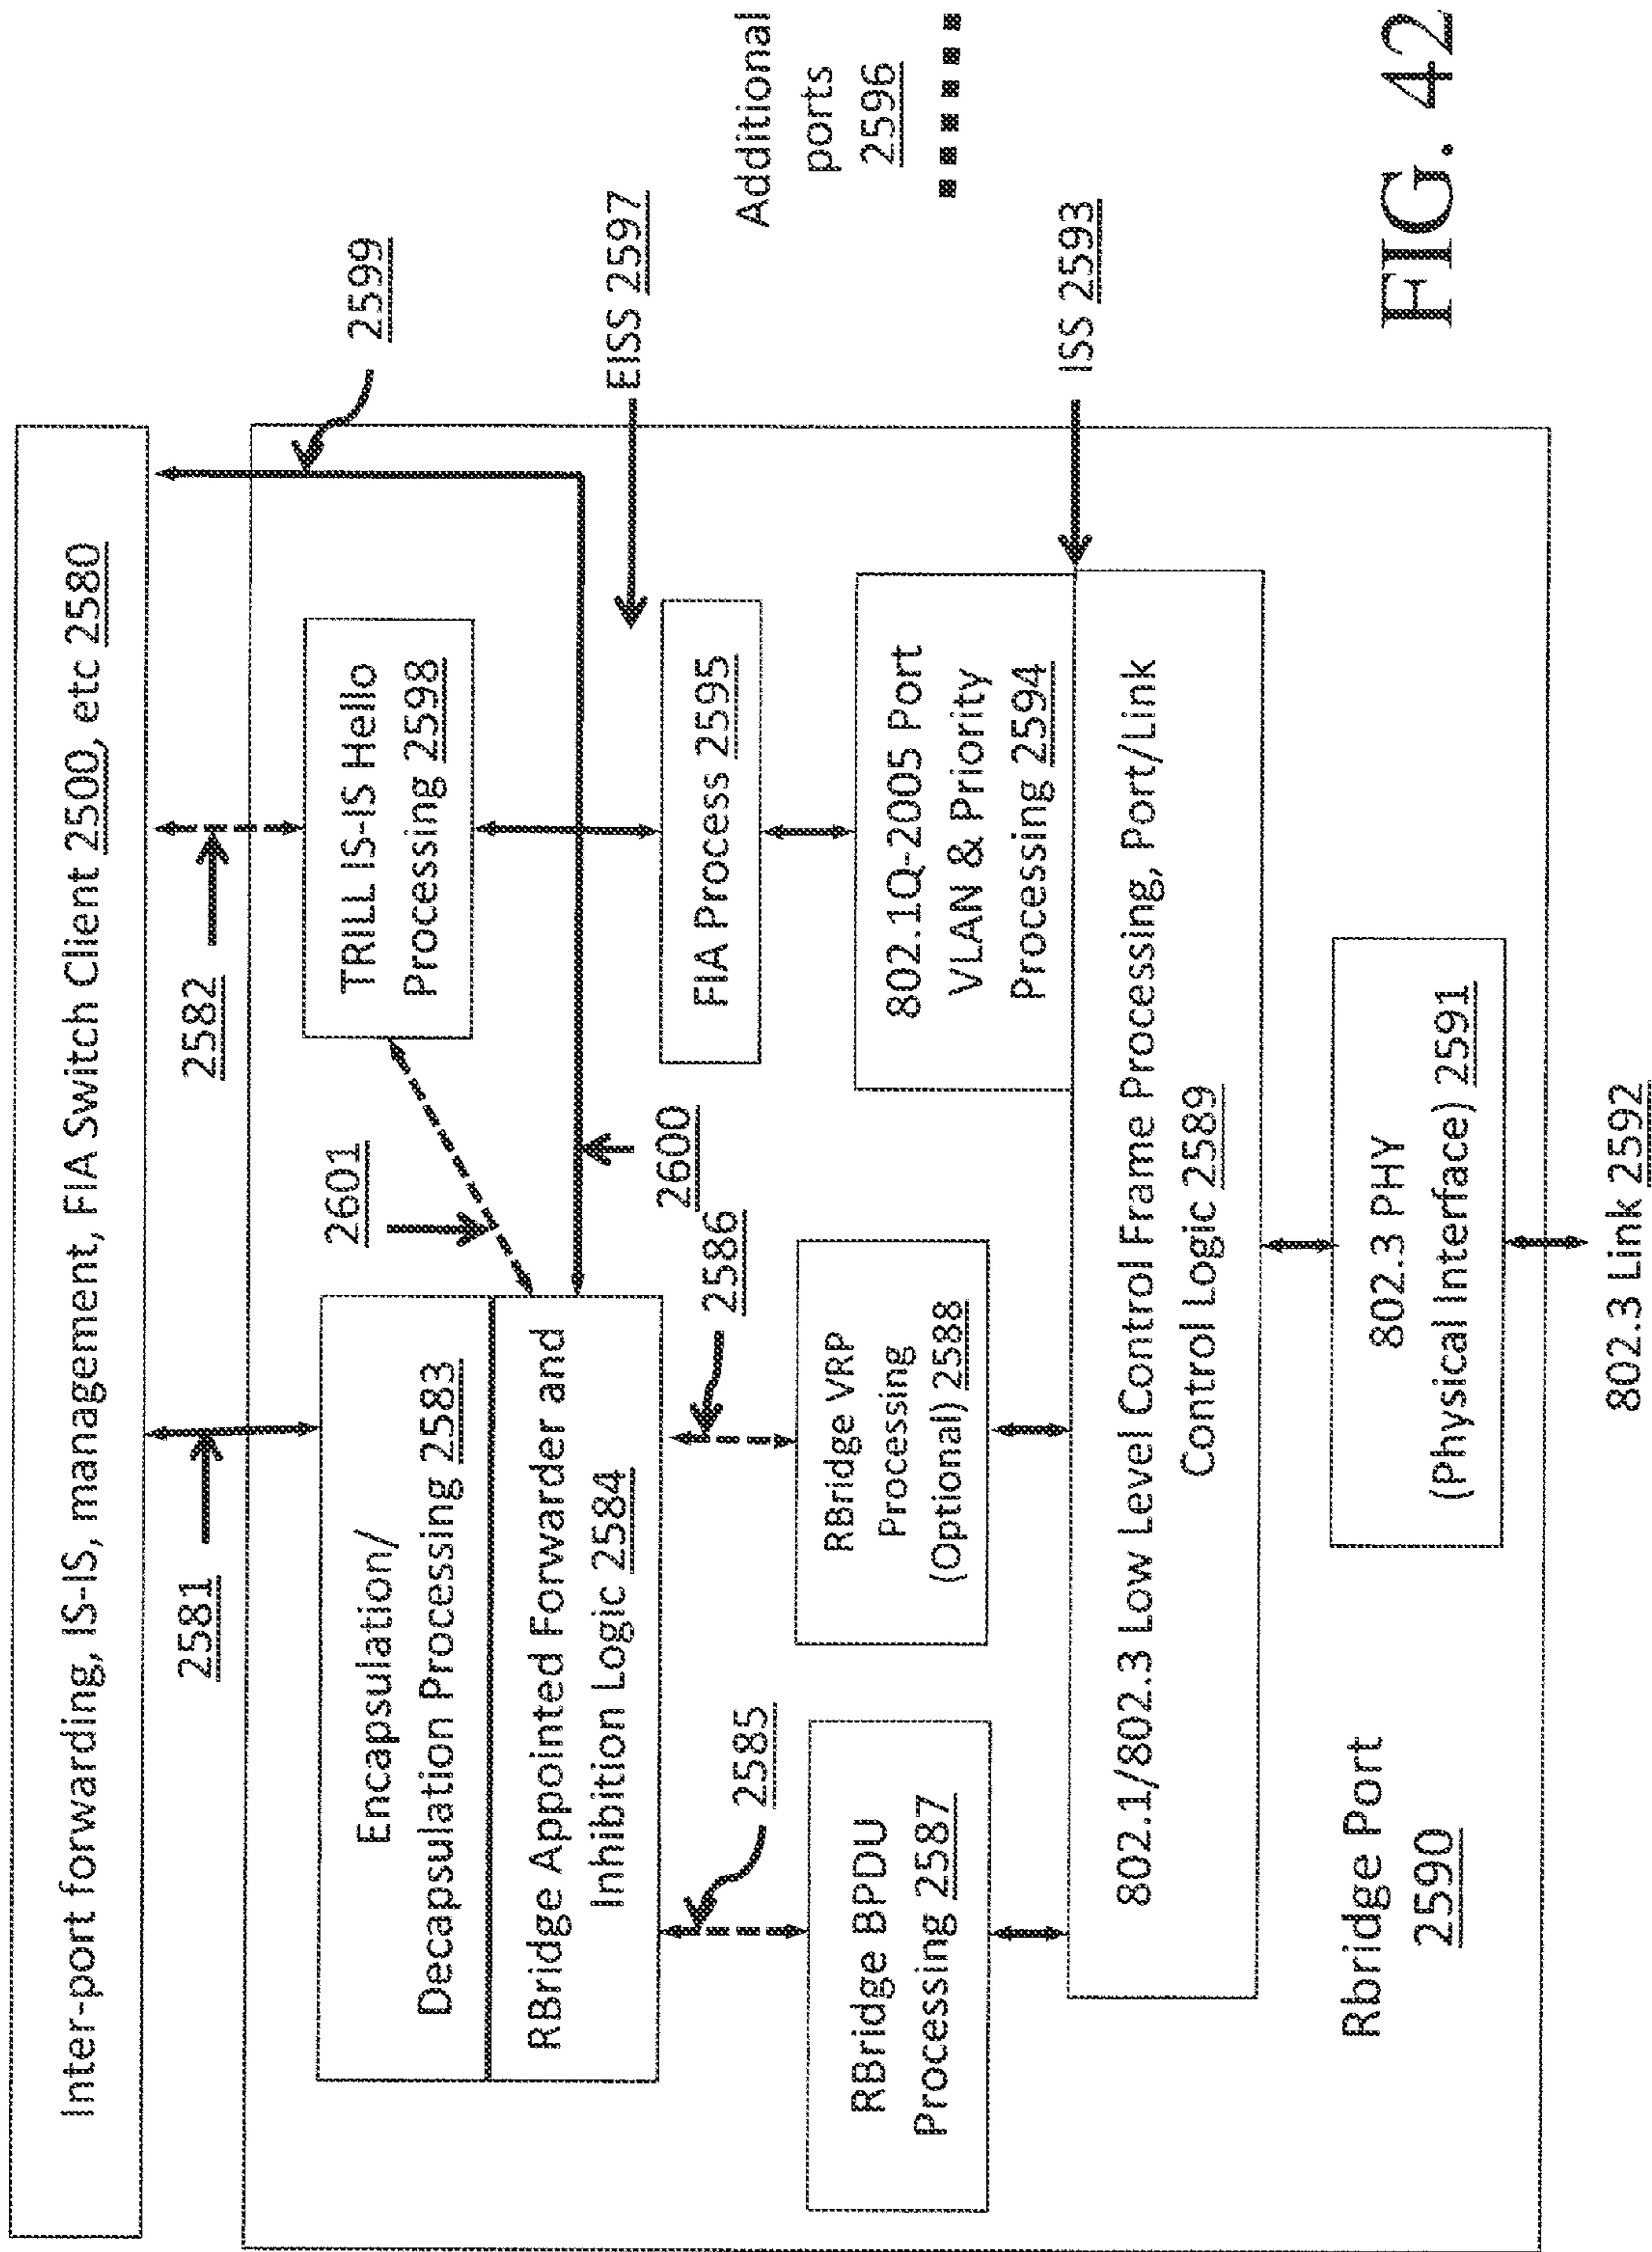 Inter-port forwarding, IS-IS, management, FIA Switch Client 2500, etc 2580
2581
2582
2599
Encapsulation/
Decapsulation Processing 2583
TRILL IS-IS Hello
Processing 2598
2601
RBridge Appointed Forwarder and
Inhibition Logic 2584
2600
EISS 2597
2585
2586
FIA Process 2595
Additional
ports
2596
RBridge BPDU
Processing 2587
RBridge VRP
Processing
(Optional) 2588
802.1Q-2005 Port
VLAN & Priority
Processing 2594
ISS 2593
802.1/802.3 Low Level Control Frame Processing, Port/Link
Control Logic 2589
Rbridge Port
2590
802.3 PHY
(Physical Interface) 2591
802.3 Link 2592
FIG. 42